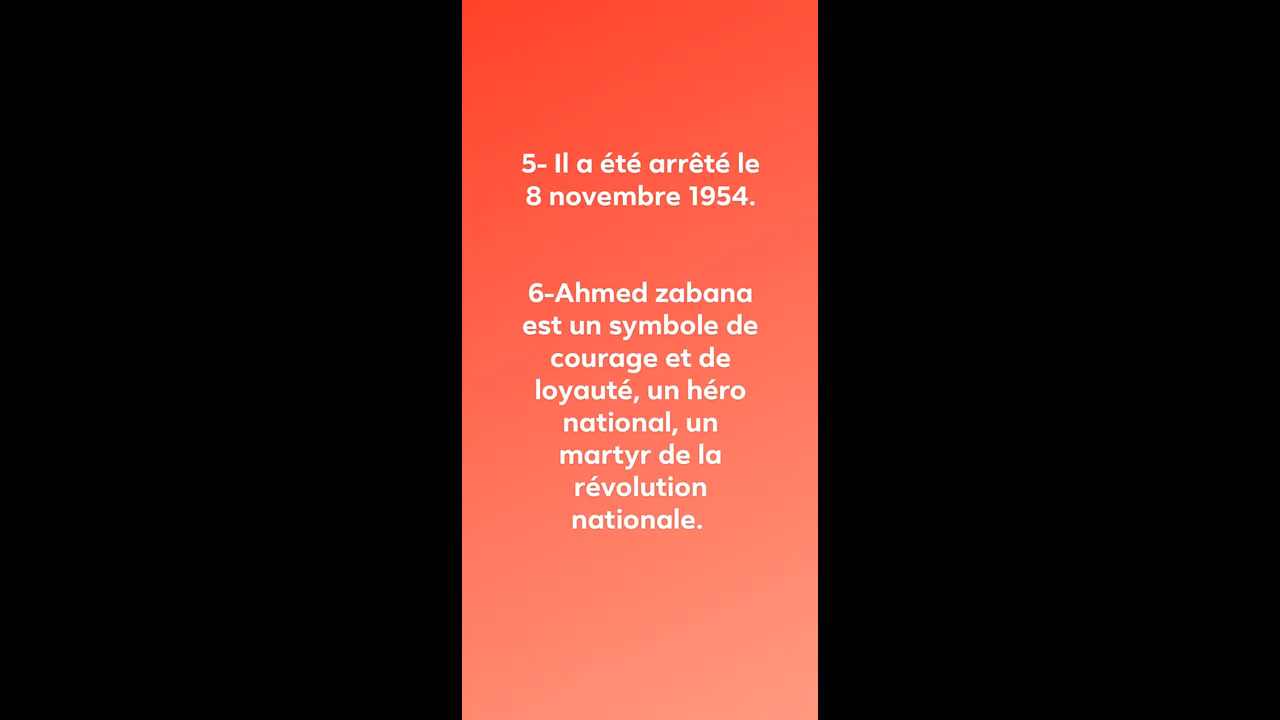 5- Il a été arrêté le
8 novembre 1954.
6-Ahmed zabana
est un symbole de
courage et de
loyauté, un héro
national, un
martyr de la
révolution
nationale.